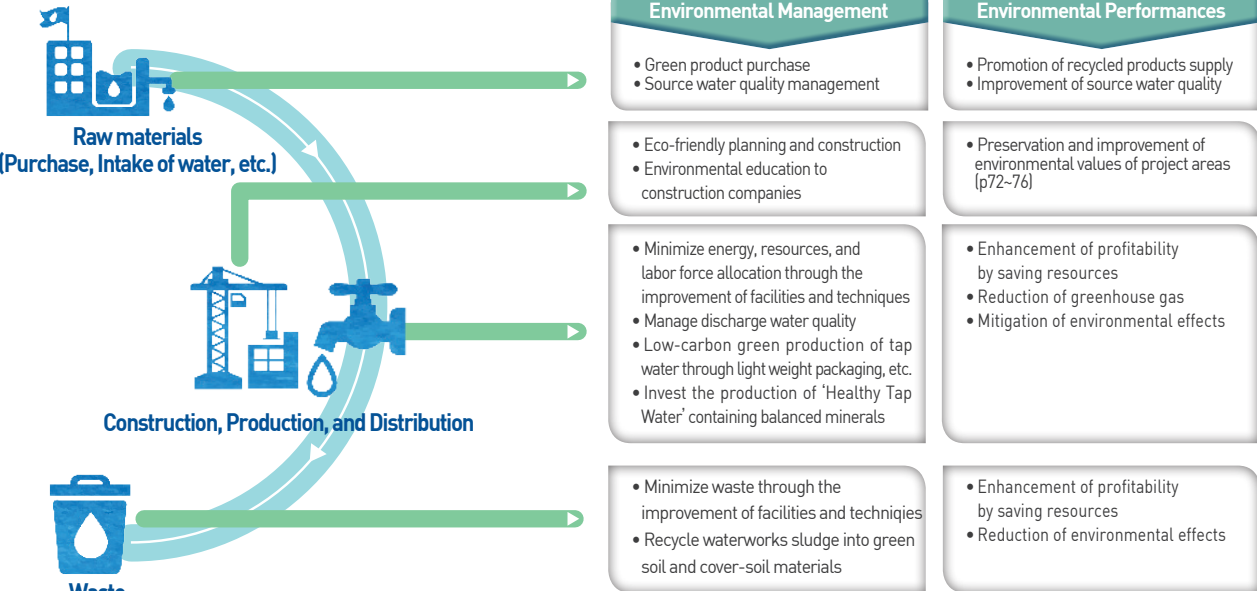 Environmental Management
Environmental Performances
• Green product purchase
• Source water quality management
• Promotion of recycled products supply
• Improvement of source water quality
Raw materials
(Purchase, Intake of water, etc.)
• Eco-friendly planning and construction
• Environmental education to
construction companies
• Preservation and improvement of
environmental values of project areas
(p72~76)
• Minimize energy, resources, and
labor force allocation through the
improvement of facilities and techniques
• Manage discharge water quality
• Low-carbon green production of tap
water through light weight packaging, etc.
• Invest the production of ‘Healthy Tap
Water’ containing balanced minerals
• Enhancement of profitability
by saving resources
• Reduction of greenhouse gas
• Mitigation of environmental effects
Construction, Production, and Distribution
• Minimize waste through the
improvement of facilities and techniqies
• Recycle waterworks sludge into green
soil and cover-soil materials
• Enhancement of profitability
by saving resources
• Reduction of environmental effects
Waste